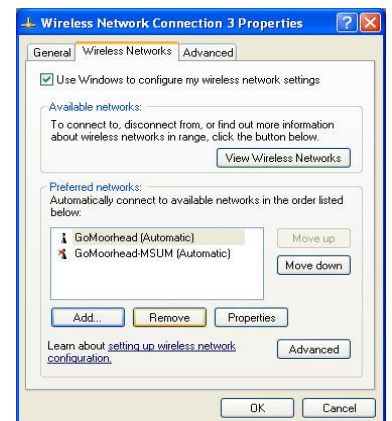 Wireless Network Connection 3 Properties
General Wireless Networks Advanced
Use Windows to configure my wireless network settings
Available networks:
To connect to, disconnect from, or find out more information
about wireless networks in range, click the button below.
View Wireless Networks
Preferred networks:
Automatically connect to available networks in the order listed
below:
GoMoorhead (Automatic)
GoMoorhead-MSUM (Automatic)
Move up
Move down
Add... Remove Properties
Learn about setting up wireless network
configuration.
Advanced
OK Cancel